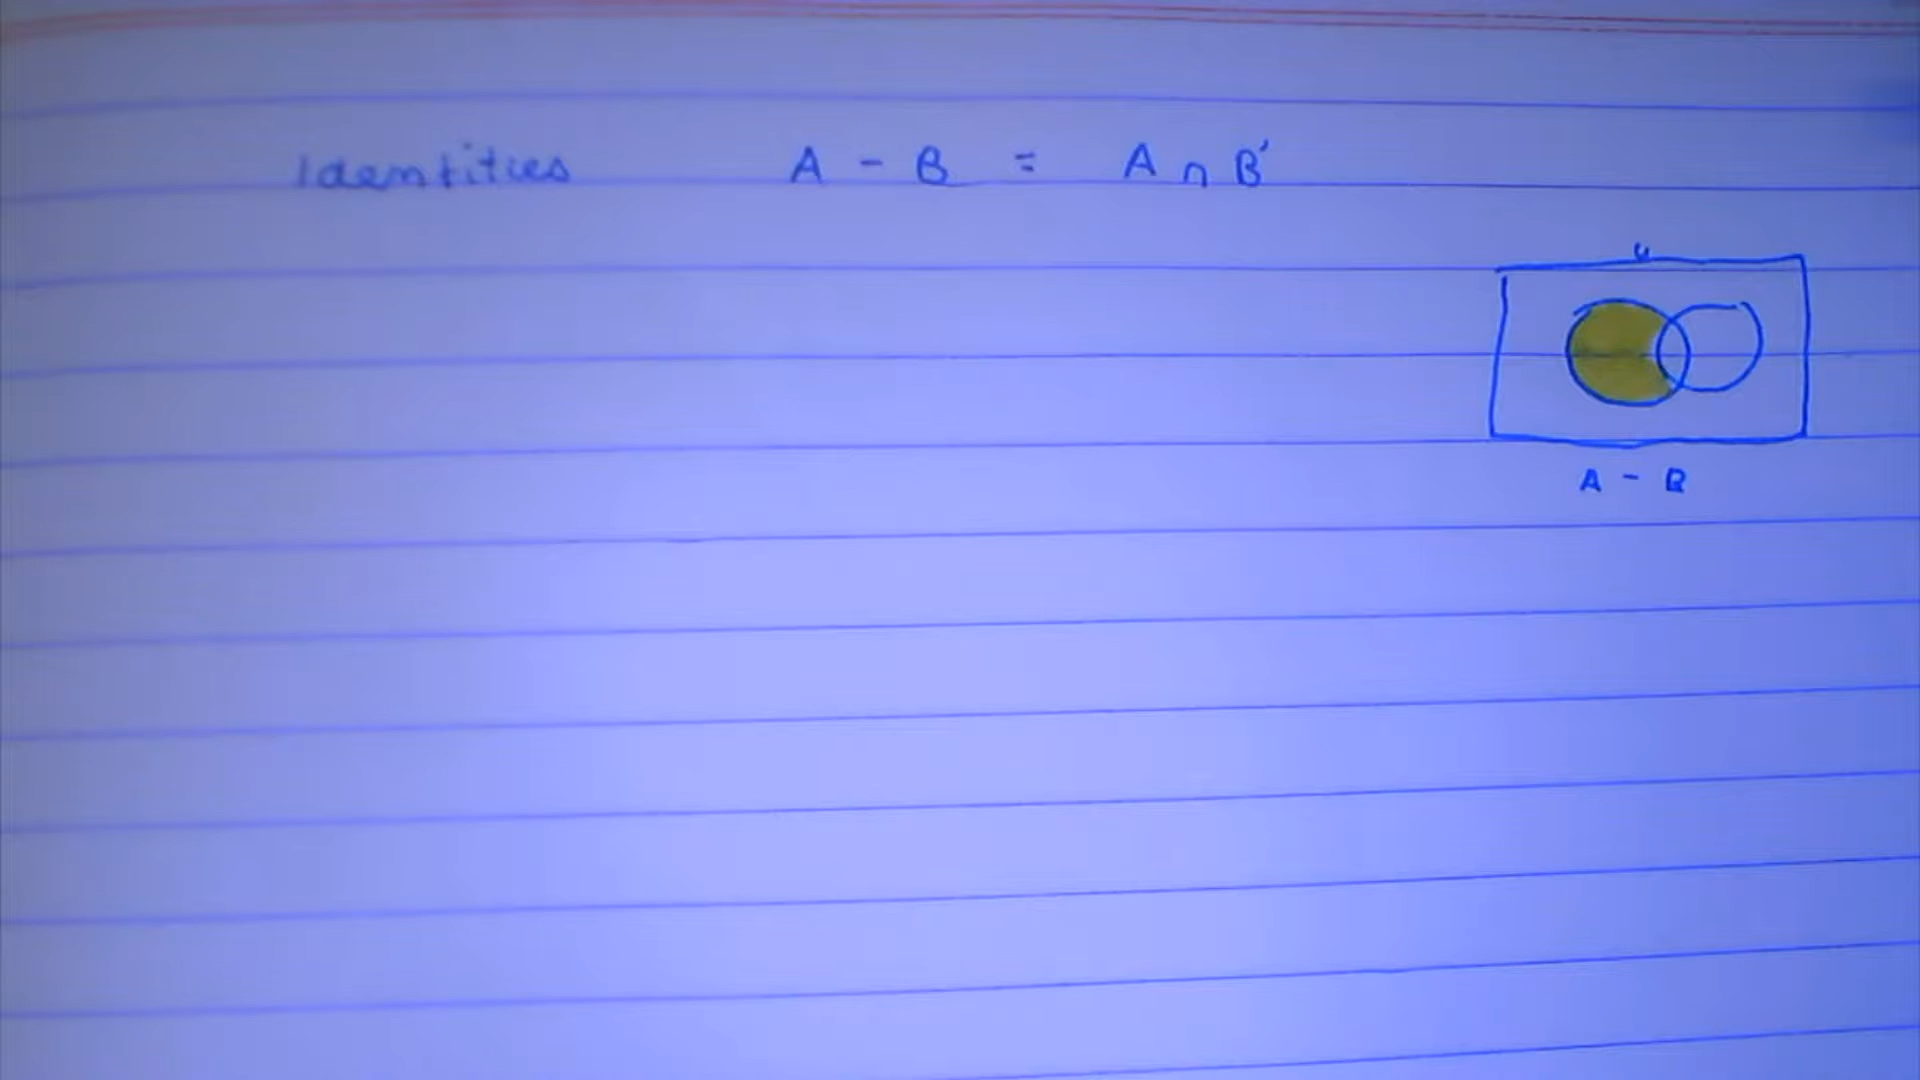 Identities A - B = A ∩ B'
U
A - B